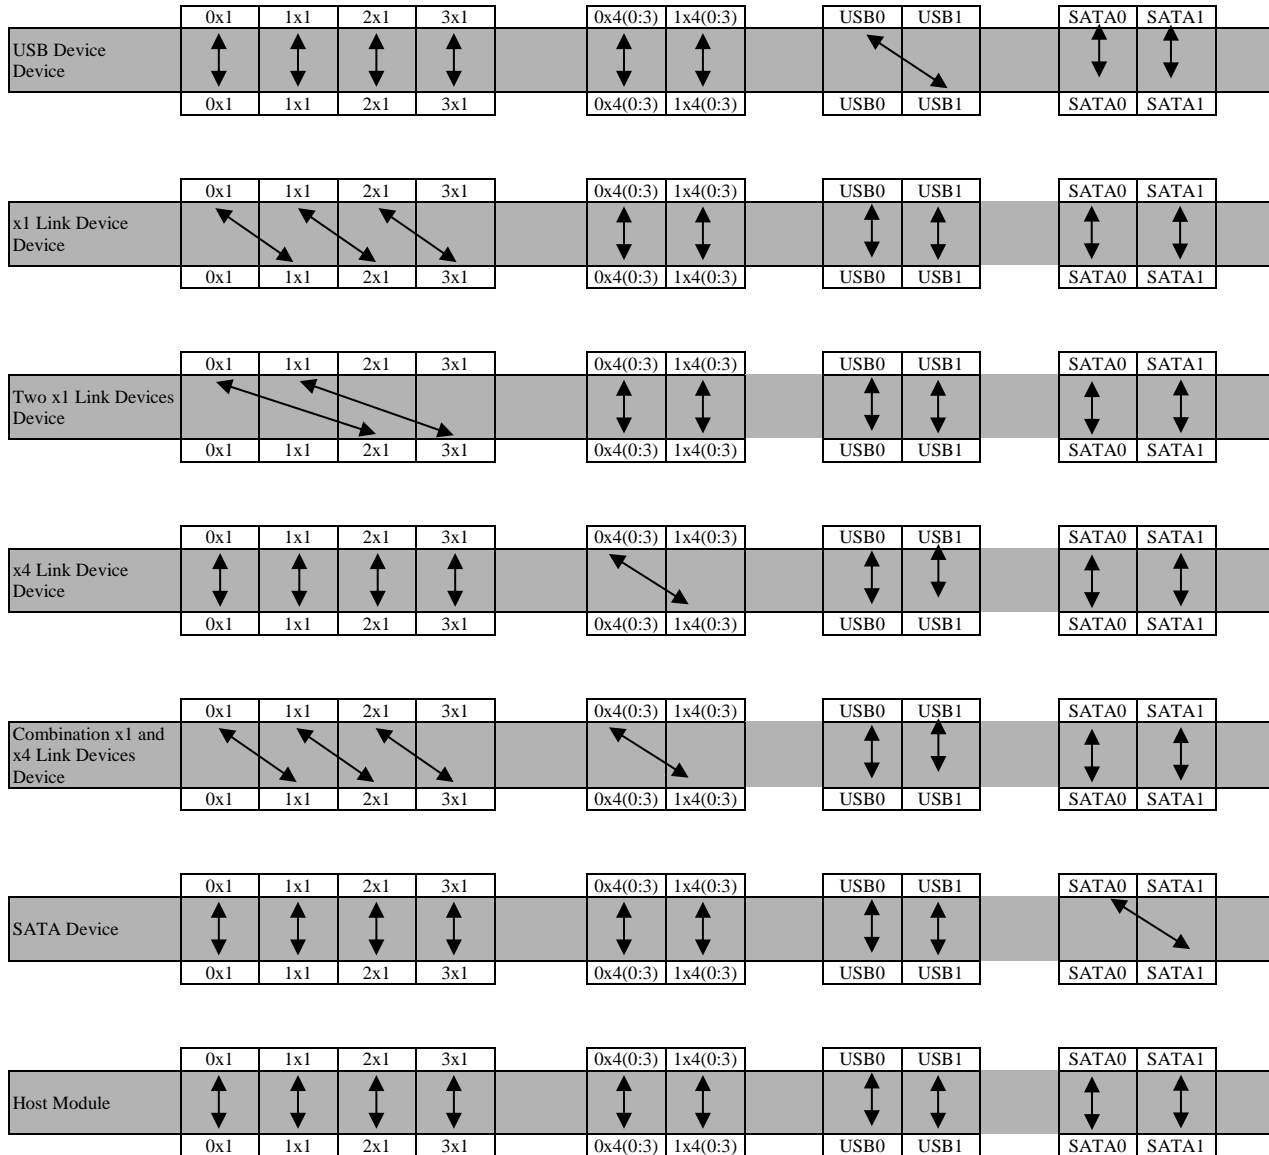 0x1 1x1 2x1 3x1 0x4(0:3) 1x4(0:3) USB0 USB1 SATA0 SATA1
USB Device
Device
0x1 1x1 2x1 3x1 0x4(0:3) 1x4(0:3) USB0 USB1 SATA0 SATA1
0x1 1x1 2x1 3x1 0x4(0:3) 1x4(0:3) USB0 USB1 SATA0 SATA1
x1 Link Device
Device
0x1 1x1 2x1 3x1 0x4(0:3) 1x4(0:3) USB0 USB1 SATA0 SATA1
0x1 1x1 2x1 3x1 0x4(0:3) 1x4(0:3) USB0 USB1 SATA0 SATA1
Two x1 Link Devices
Device
0x1 1x1 2x1 3x1 0x4(0:3) 1x4(0:3) USB0 USB1 SATA0 SATA1
0x1 1x1 2x1 3x1 0x4(0:3) 1x4(0:3) USB0 USB1 SATA0 SATA1
x4 Link Device
Device
0x1 1x1 2x1 3x1 0x4(0:3) 1x4(0:3) USB0 USB1 SATA0 SATA1
0x1 1x1 2x1 3x1 0x4(0:3) 1x4(0:3) USB0 USB1 SATA0 SATA1
Combination x1 and
x4 Link Devices
Device
0x1 1x1 2x1 3x1 0x4(0:3) 1x4(0:3) USB0 USB1 SATA0 SATA1
0x1 1x1 2x1 3x1 0x4(0:3) 1x4(0:3) USB0 USB1 SATA0 SATA1
SATA Device
0x1 1x1 2x1 3x1 0x4(0:3) 1x4(0:3) USB0 USB1 SATA0 SATA1
0x1 1x1 2x1 3x1 0x4(0:3) 1x4(0:3) USB0 USB1 SATA0 SATA1
Host Module
0x1 1x1 2x1 3x1 0x4(0:3) 1x4(0:3) USB0 USB1 SATA0 SATA1